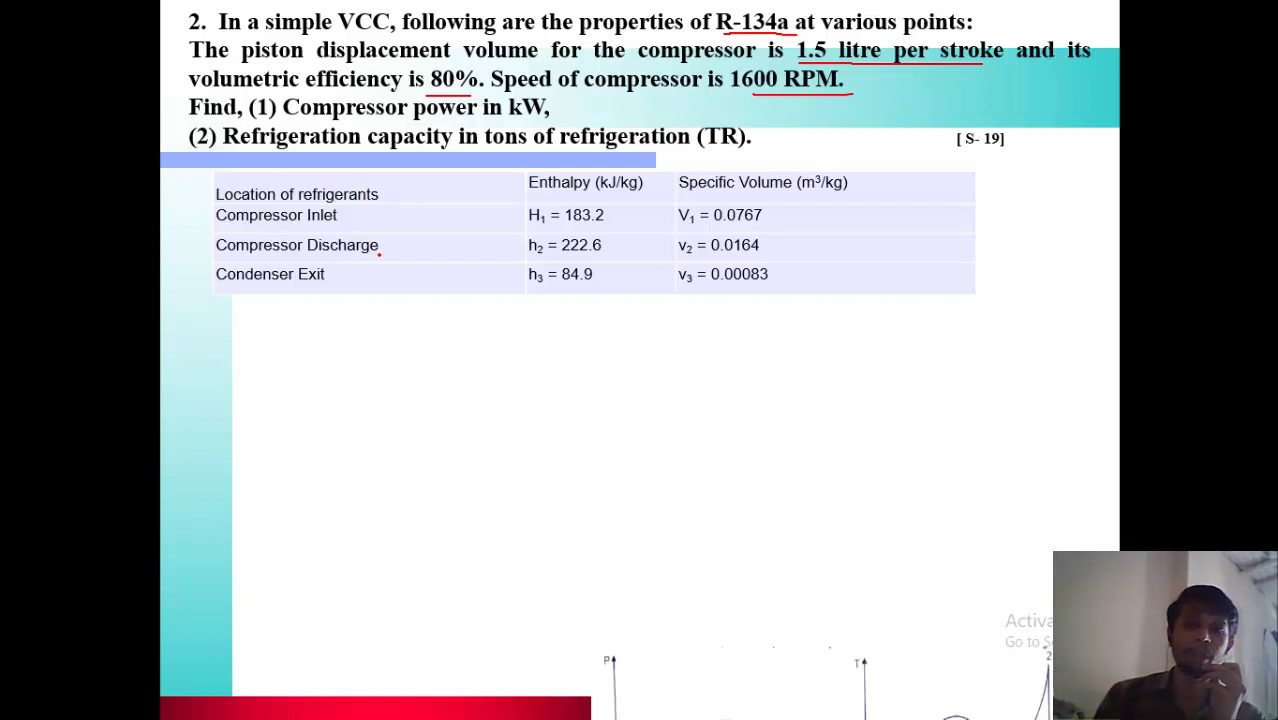 2. In a simple VCC, following are the properties of R-134a at various points:
The piston displacement volume for the compressor is 1.5 litre per stroke and its
volumetric efficiency is 80%. Speed of compressor is 1600 RPM.
Find, (1) Compressor power in kW,
(2) Refrigeration capacity in tons of refrigeration (TR). [ S- 19]
Location of refrigerants Enthalpy (kJ/kg) Specific Volume (m³/kg)
Compressor Inlet H₁ = 183.2 V₁ = 0.0767
Compressor Discharge h₂ = 222.6 v₂ = 0.0164
Condenser Exit h₃ = 84.9 v₃ = 0.00083
Activa
Go to S
P T 2